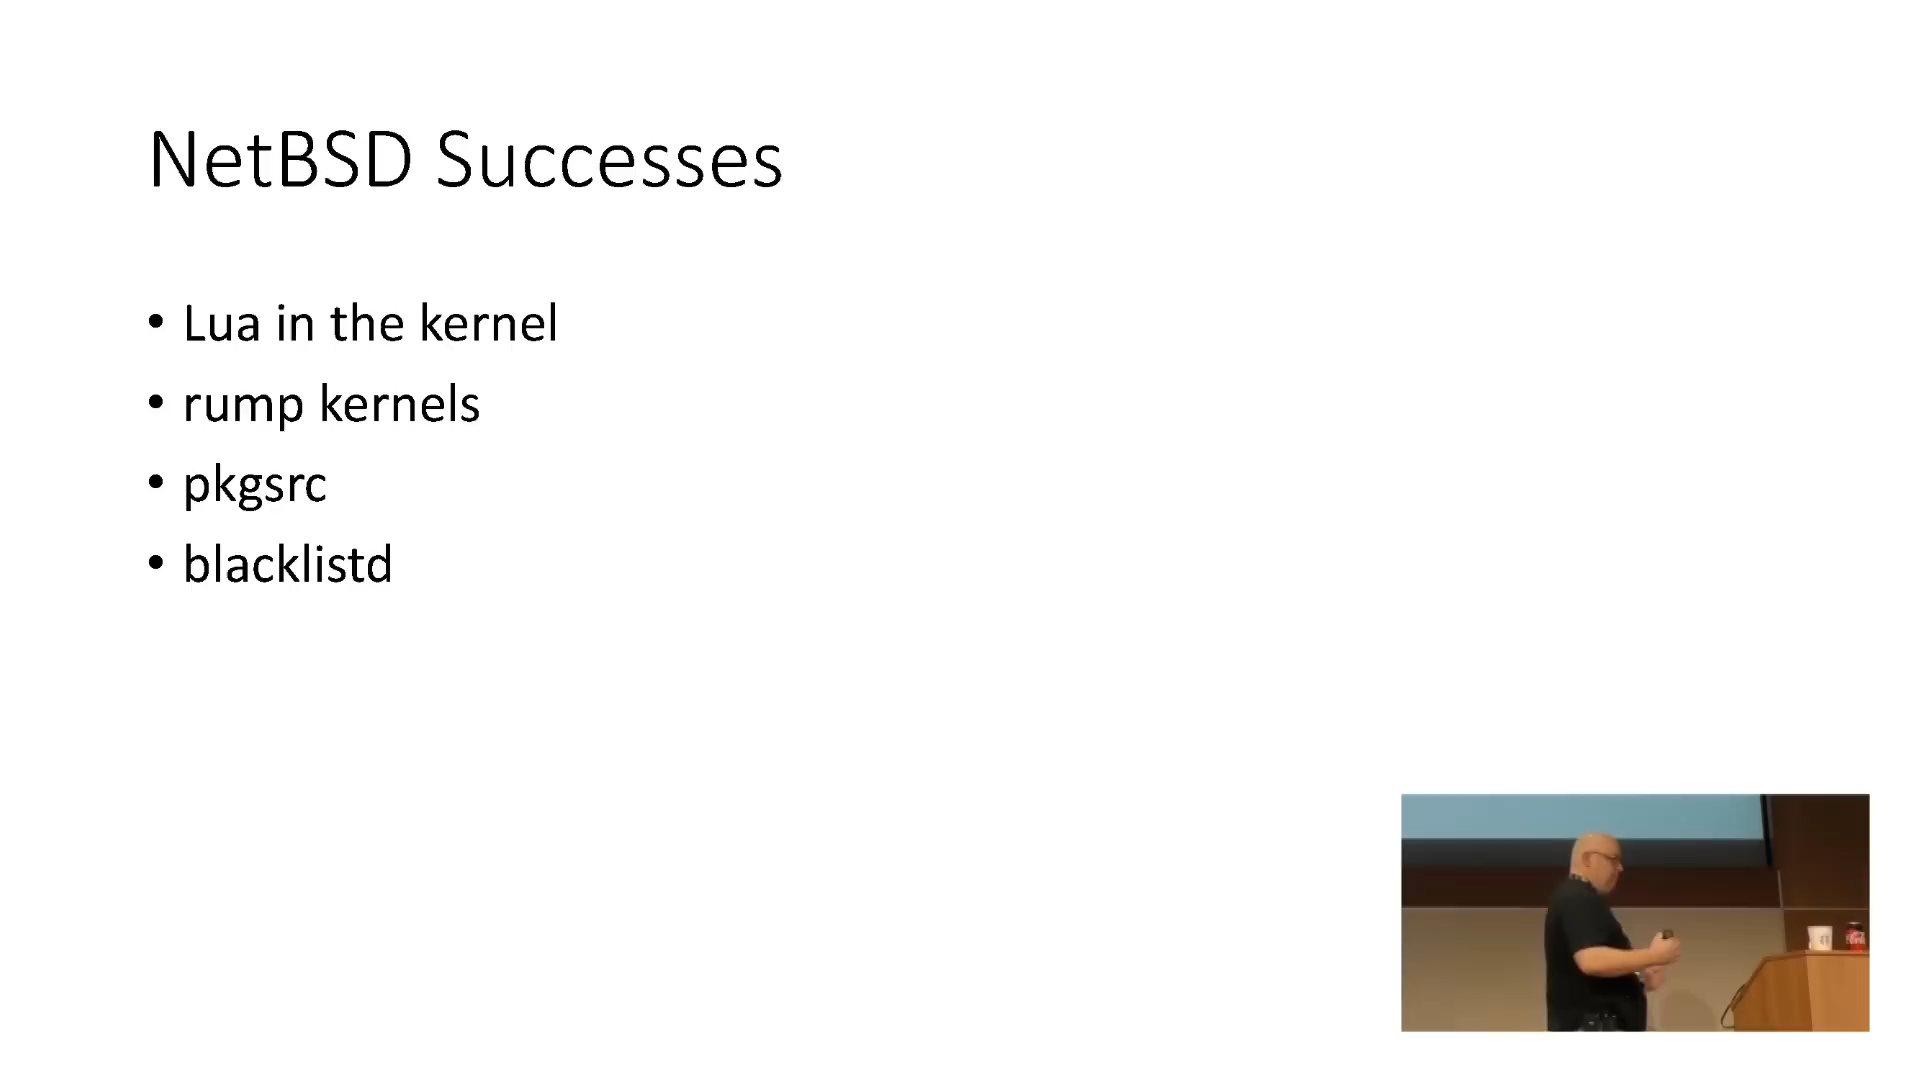 NetBSD Successes
• Lua in the kernel
• rump kernels
• pkgsrc
• blacklistd